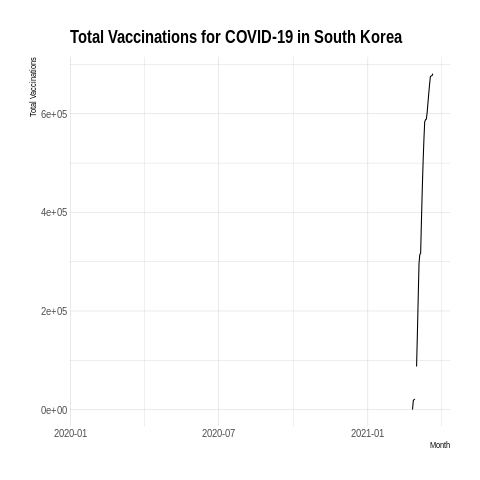 Total Vaccinations for COVID-19 in South Korea
Total Vaccinations
6e+05
4e+05
2e+05
0e+00
2020-01 2020-07 2021-01
Month